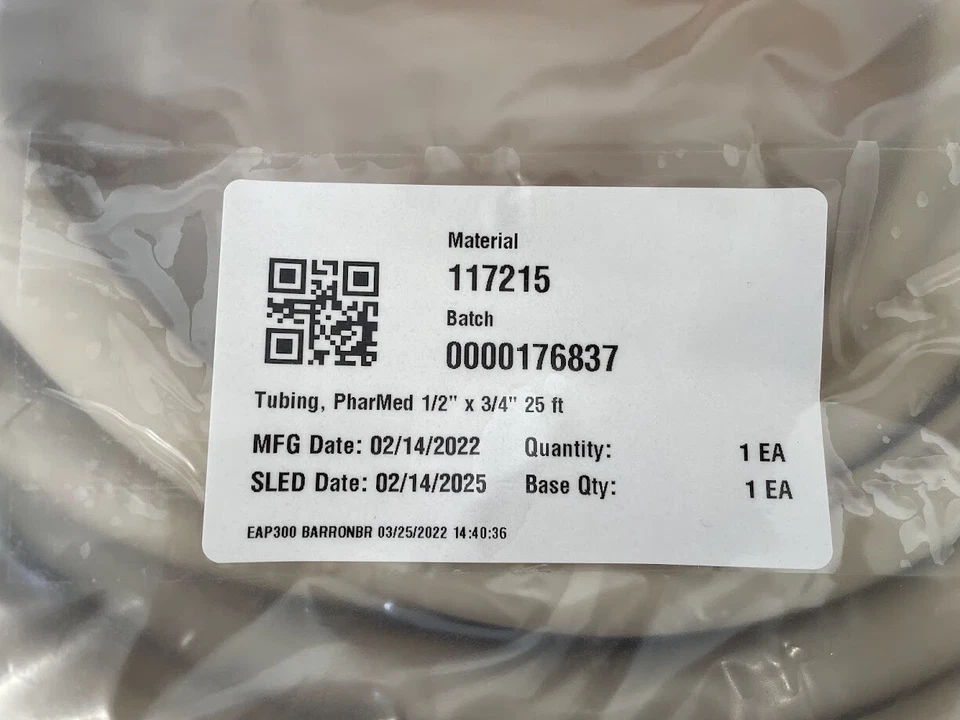 Material
117215
Batch
0000176837
Tubing, PharMed 1/2" x 3/4" 25 ft
MFG Date: 02/14/2022 Quantity: 1 EA
SLED Date: 02/14/2025 Base Qty: 1 EA
EAP300 BARRONBR 03/25/2022 14:40:36